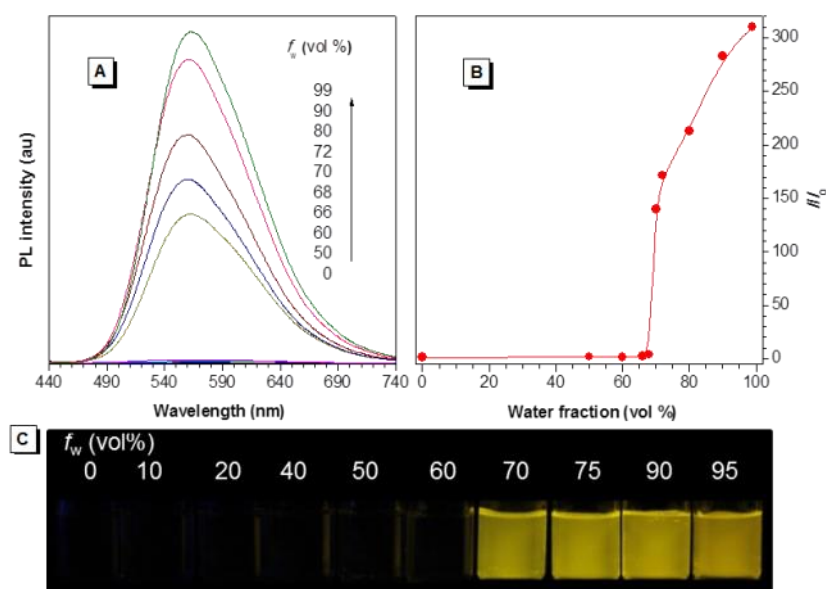 A
f_w (vol %)
99
90
80
72
70
68
66
60
50
0
PL intensity (au)
440 490 540 590 640 690 740
Wavelength (nm)
B
300
250
200
150
100
50
0
I/I_0
0 20 40 60 80 100
Water fraction (vol %)
C
f_w (vol%)
0 10 20 40 50 60 70 75 90 95